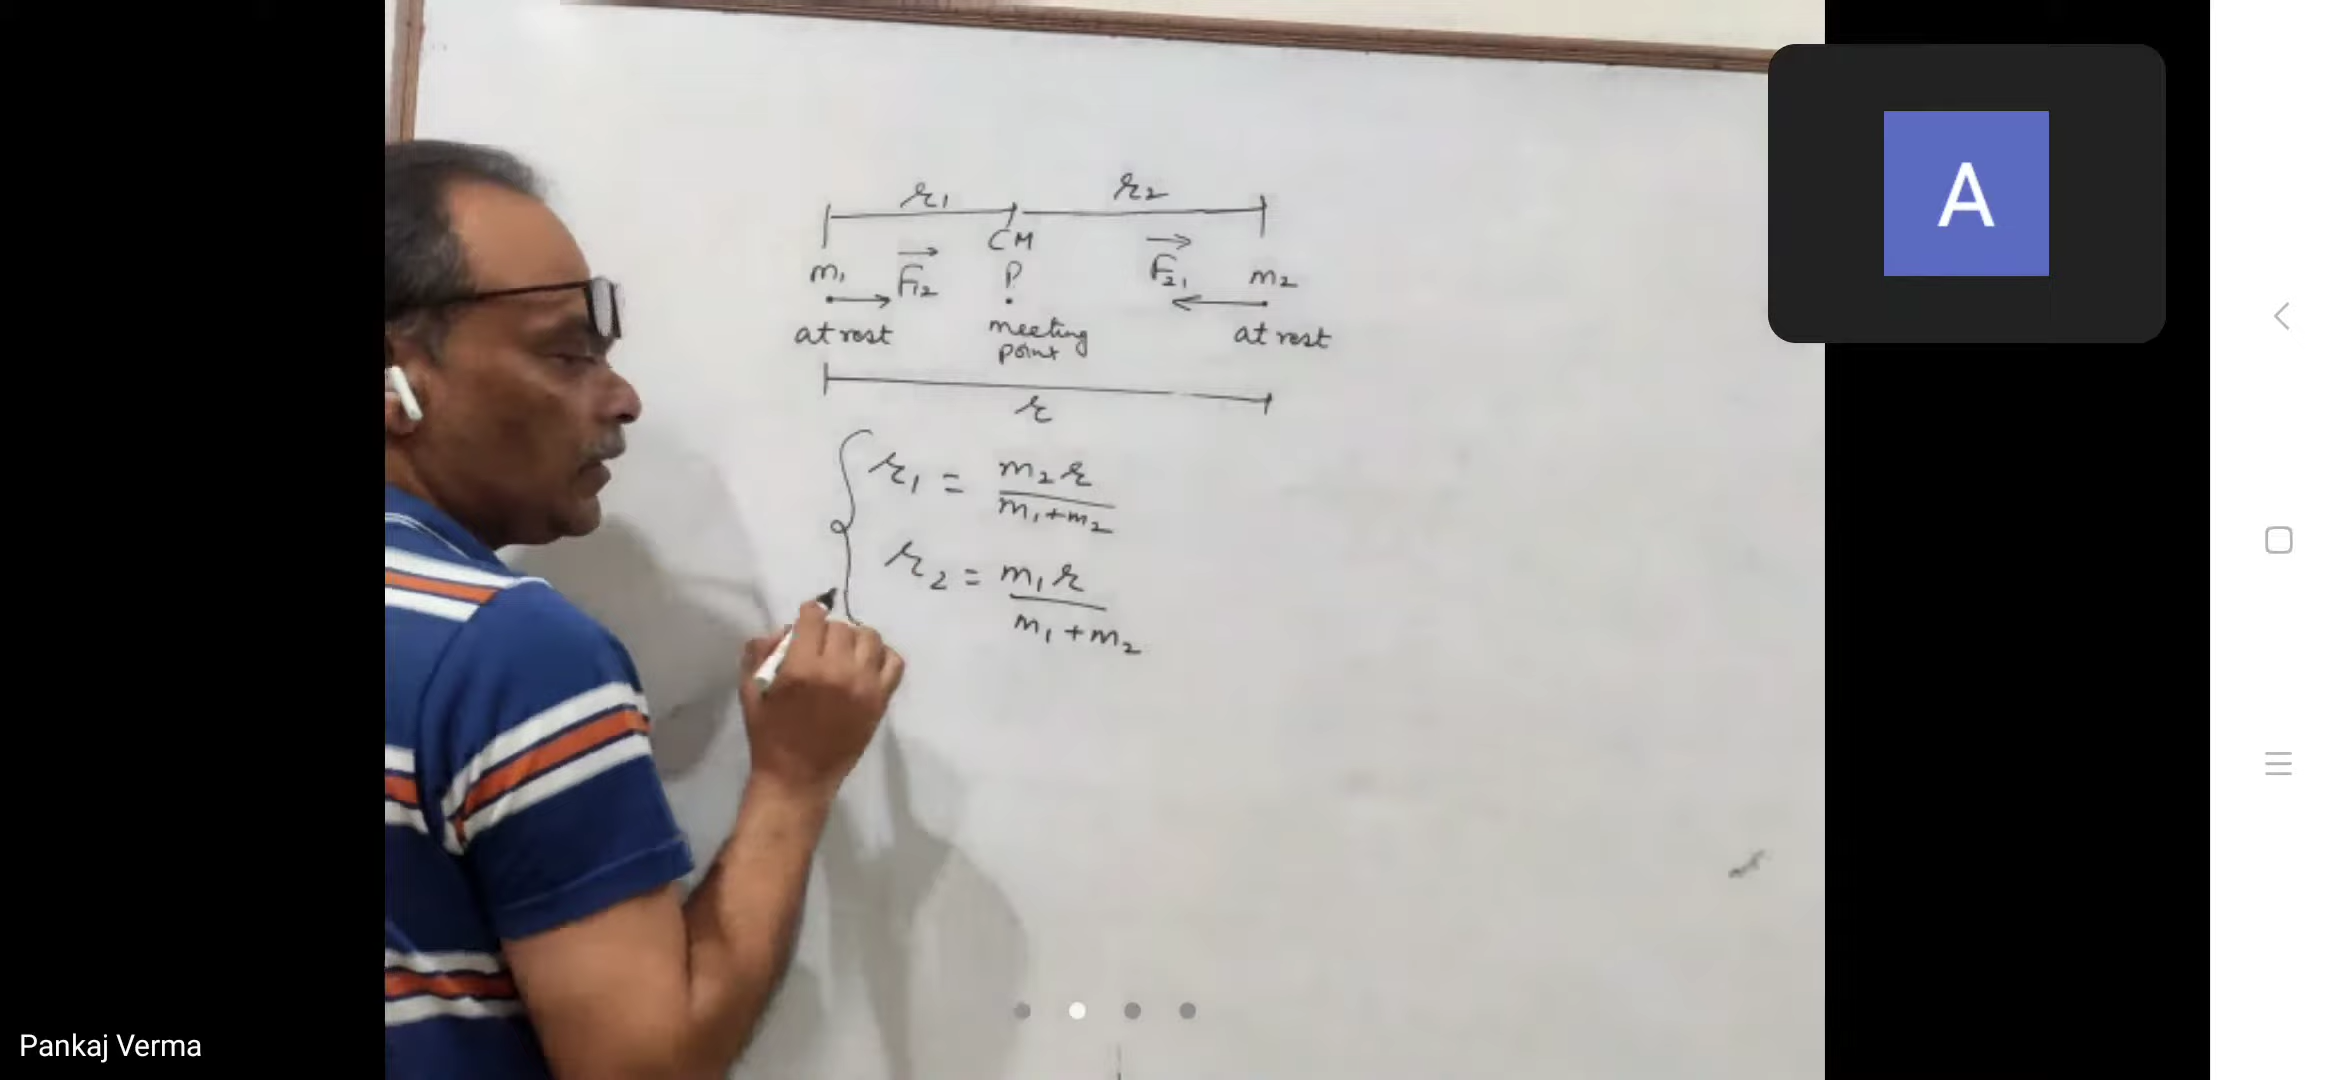 r₁ r₂
CM
m₁ F₁₂ P F₂₁ m₂
at rest meeting point at rest
r
r₁ = m₂r / m₁+m₂
r₂ = m₁r / m₁+m₂
A
Pankaj Verma